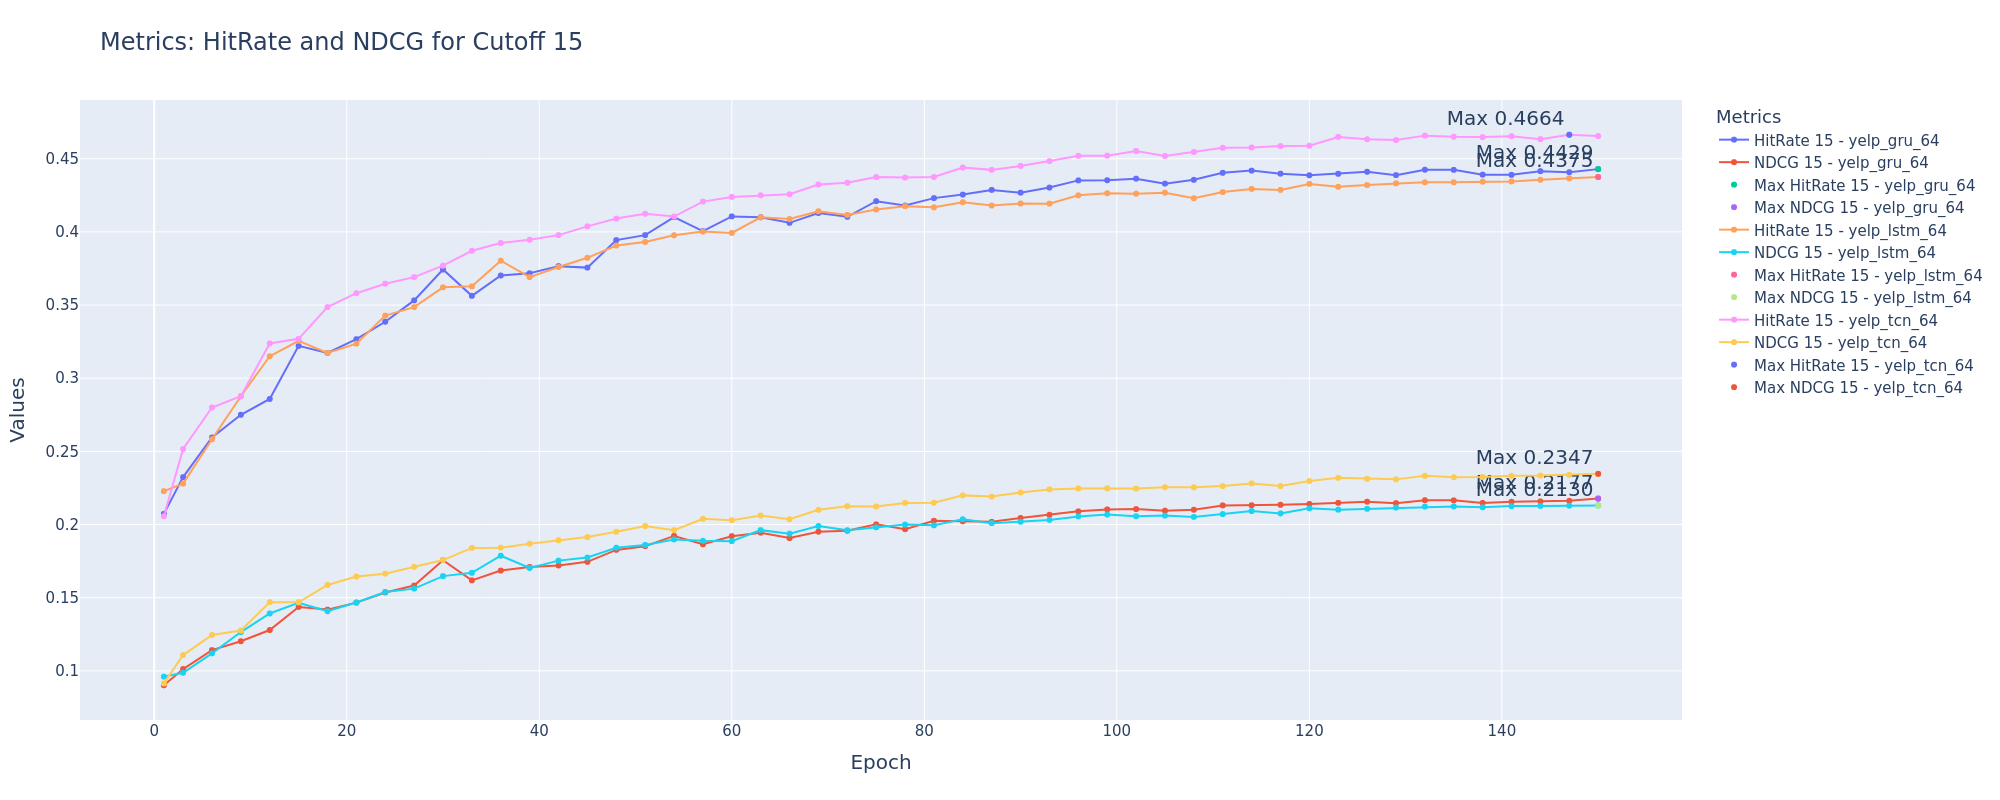 Metrics: HitRate and NDCG for Cutoff 15
Metrics
HitRate 15 - yelp_gru_64
NDCG 15 - yelp_gru_64
Max HitRate 15 - yelp_gru_64
Max NDCG 15 - yelp_gru_64
HitRate 15 - yelp_lstm_64
NDCG 15 - yelp_lstm_64
Max HitRate 15 - yelp_lstm_64
Max NDCG 15 - yelp_lstm_64
HitRate 15 - yelp_tcn_64
NDCG 15 - yelp_tcn_64
Max HitRate 15 - yelp_tcn_64
Max NDCG 15 - yelp_tcn_64
Max 0.4664
Max 0.4429
Max 0.4375
Max 0.2347
Max 0.2177
Max 0.2130
Values
0.45
0.4
0.35
0.3
0.25
0.2
0.15
0.1
0 20 40 60 80 100 120 140
Epoch